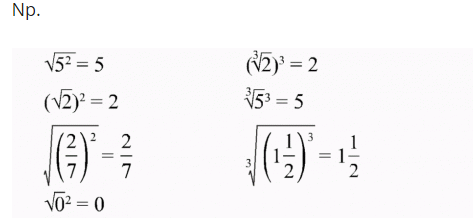 Np.
√5² = 5
(√2)² = 2
√(2/7)² = 2/7
√0² = 0
(∛2)³ = 2
∛5³ = 5
∛(1 1/2)³ = 1 1/2